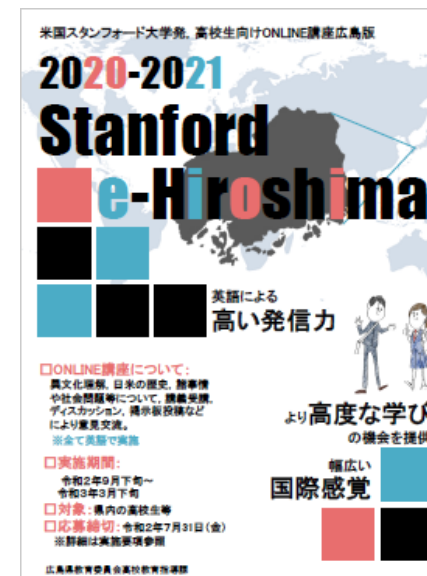 米国スタンフォード大学発，高校生向けONLINE講座広島版
2020-2021
Stanford
e-Hiroshima
英語による
高い発信力
□ONLINE講座について：
異文化理解，日米の歴史，諸事情
や社会問題等について，講義受講，
ディスカッション，掲示板投稿など
により意見交流。
※全て英語で実施
より高度な学び
の機会を提供
□実施期間：
令和2年9月下旬～
令和3年3月下旬
幅広い
国際感覚
□対象：県内の高校生等
□応募締切：令和2年7月31日（金）
※詳細は実施要項参照
広島県教育委員会高校教育指導課